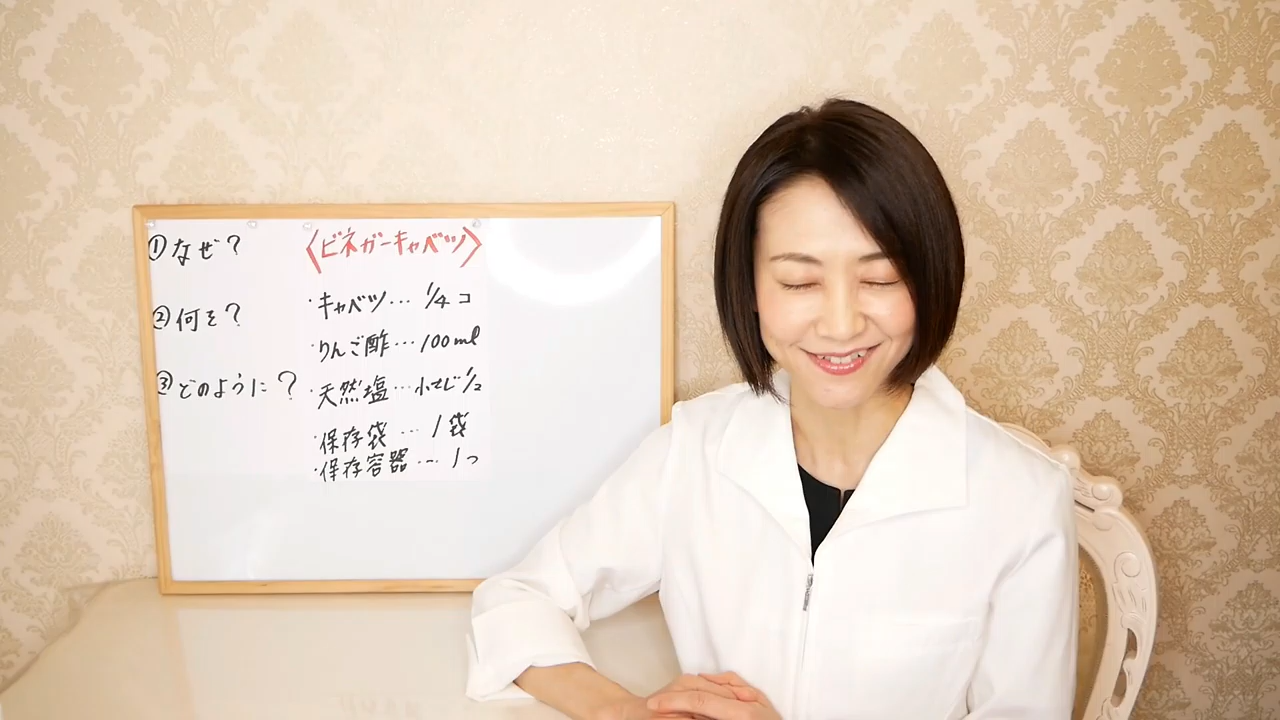 ①なぜ?
②何を?
③どのように?
〈ビネガーキャベツ〉
・キャベツ… 1/4コ
・りんご酢…100ml
・天然塩…小さじ1/2
・保存袋… 1袋
・保存容器… 1つ